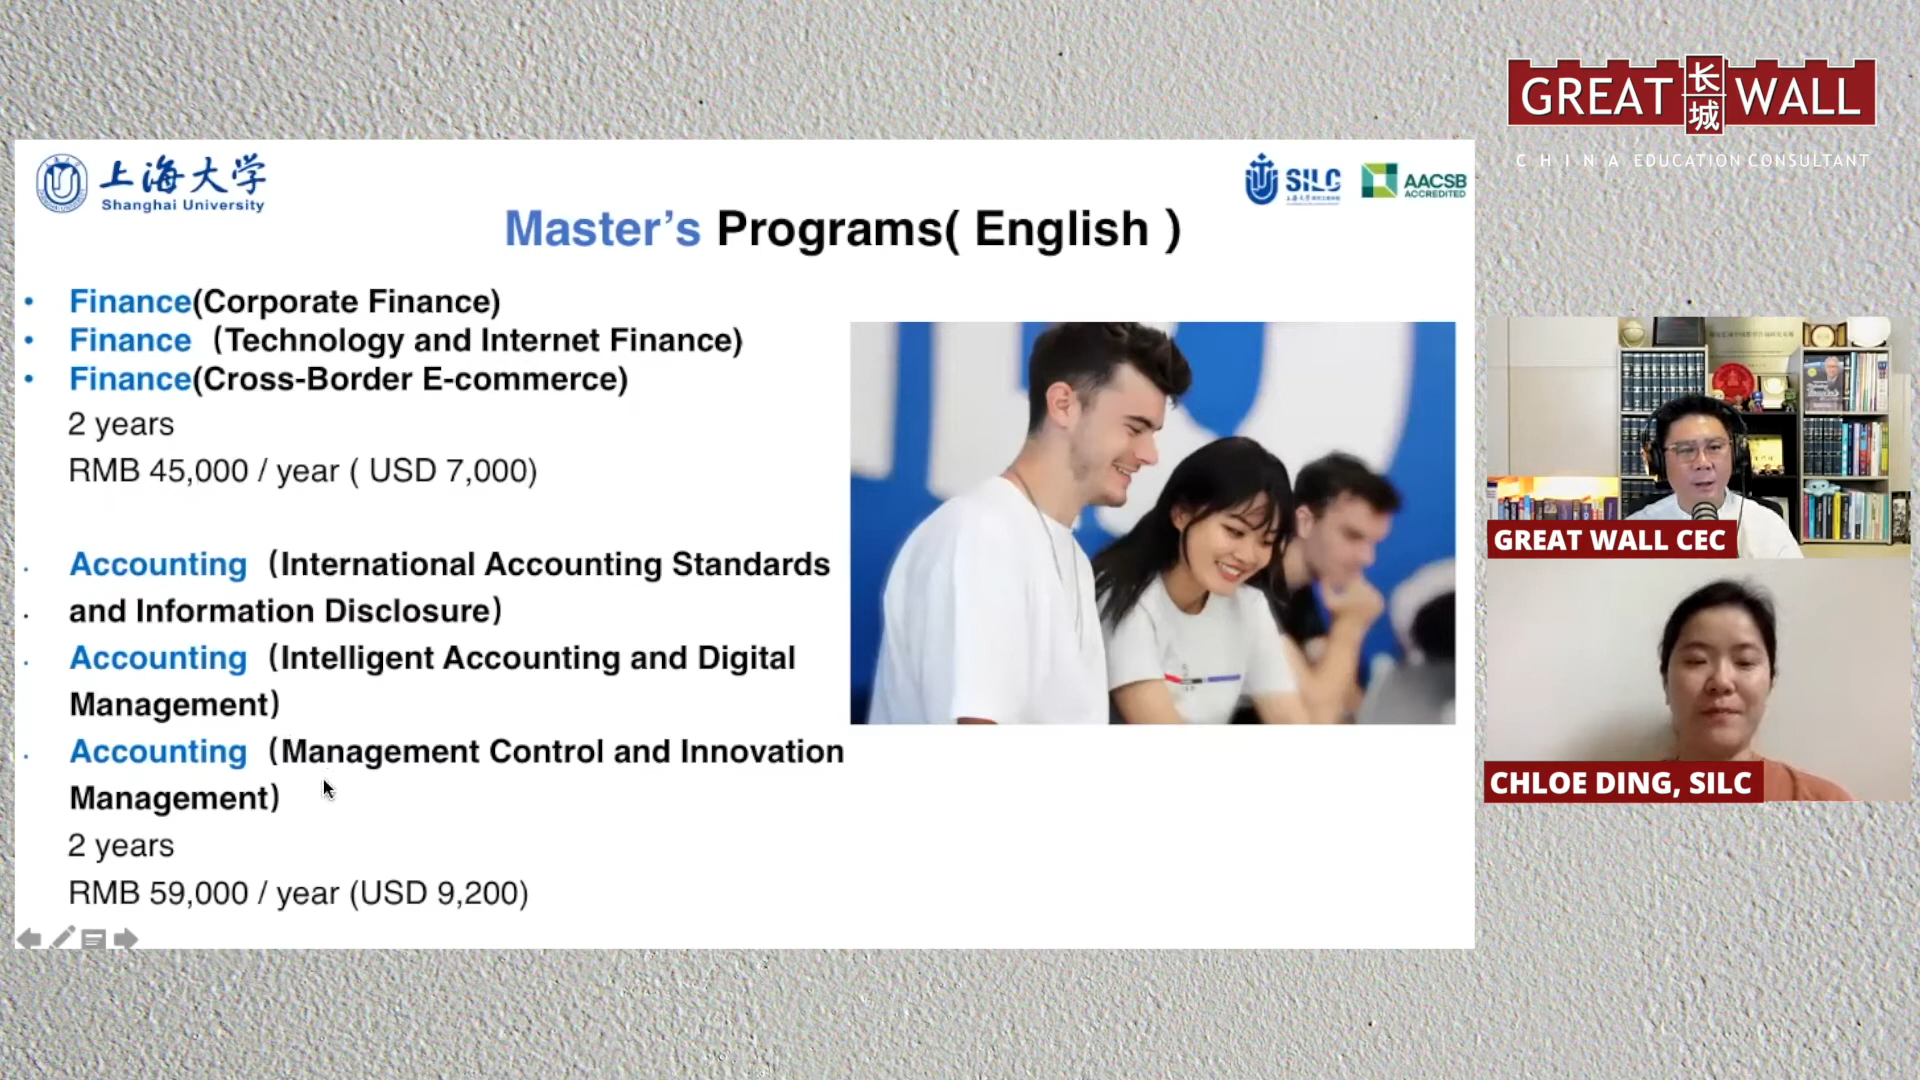 GREAT 长城 WALL
CHINA EDUCATION CONSULTANT
上海大学
Shanghai University
SILC
AACSB
ACCREDITED
Master’s Programs( English )
• Finance(Corporate Finance)
• Finance（Technology and Internet Finance)
• Finance(Cross-Border E-commerce)
2 years
RMB 45,000 / year ( USD 7,000)
· Accounting（International Accounting Standards
· and Information Disclosure）
· Accounting（Intelligent Accounting and Digital
Management）
· Accounting（Management Control and Innovation
Management）
2 years
RMB 59,000 / year (USD 9,200)
GREAT WALL CEC
CHLOE DING, SILC